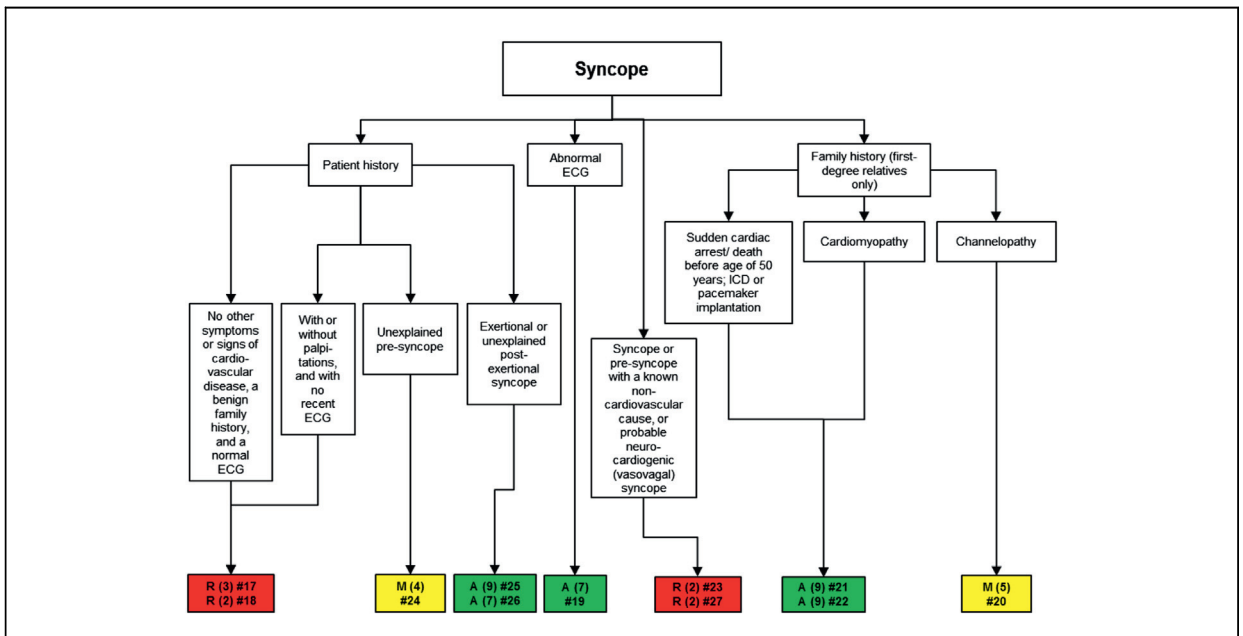 Syncope
Patient history
Abnormal
ECG
Family history (first-
degree relatives
only)
Sudden cardiac
arrest/ death
before age of 50
years; ICD or
pacemaker
implantation
Cardiomyopathy
Channelopathy
No other
symptoms
or signs of
cardio-
vascular
disease, a
benign
family
history,
and a
normal
ECG
With or
without
palpi-
tations,
and with
no
recent
ECG
Unexplained
pre-syncope
Exertional or
unexplained
post-
exertional
syncope
Syncope or
pre-syncope
with a known
non-
cardiovascular
cause, or
probable
neuro-
cardiogenic
(vasovagal)
syncope
R (3) #17
R (2) #18
M (4)
#24
A (9) #25
A (7) #26
A (7)
#19
R (2) #23
R (2) #27
A (9) #21
A (9) #22
M (5)
#20